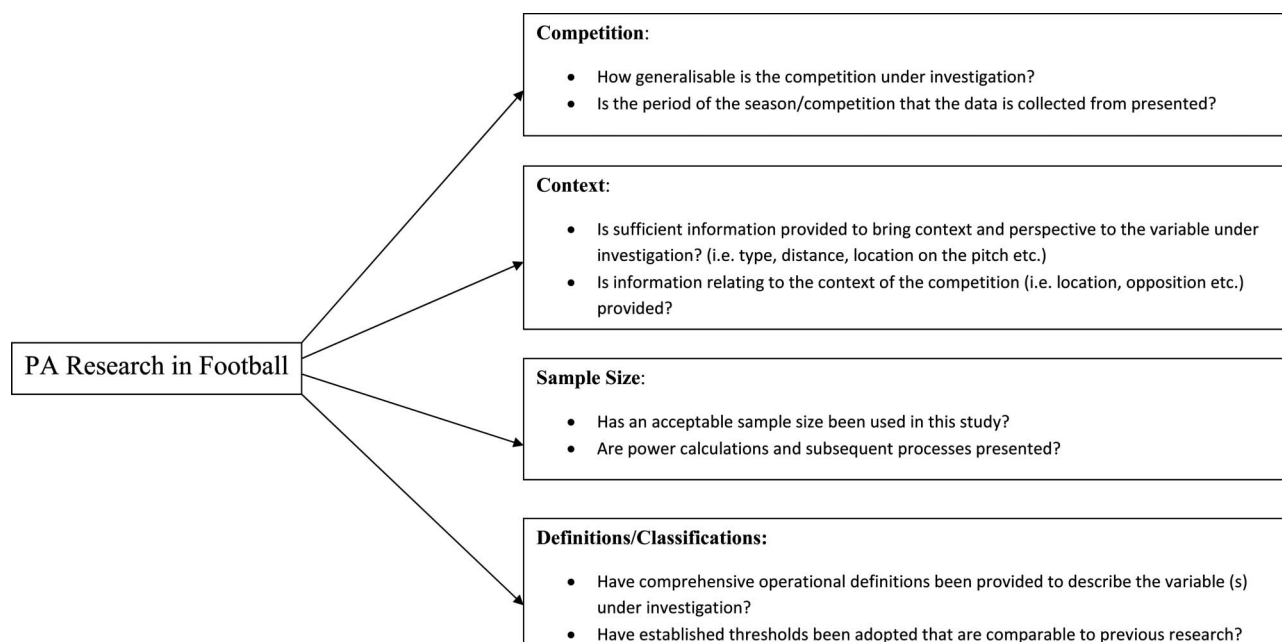 Competition:
• How generalisable is the competition under investigation?
• Is the period of the season/competition that the data is collected from presented?
Context:
• Is sufficient information provided to bring context and perspective to the variable under
investigation? (i.e. type, distance, location on the pitch etc.)
• Is information relating to the context of the competition (i.e. location, opposition etc.)
provided?
PA Research in Football
Sample Size:
• Has an acceptable sample size been used in this study?
• Are power calculations and subsequent processes presented?
Definitions/Classifications:
• Have comprehensive operational definitions been provided to describe the variable (s)
under investigation?
• Have established thresholds been adopted that are comparable to previous research?